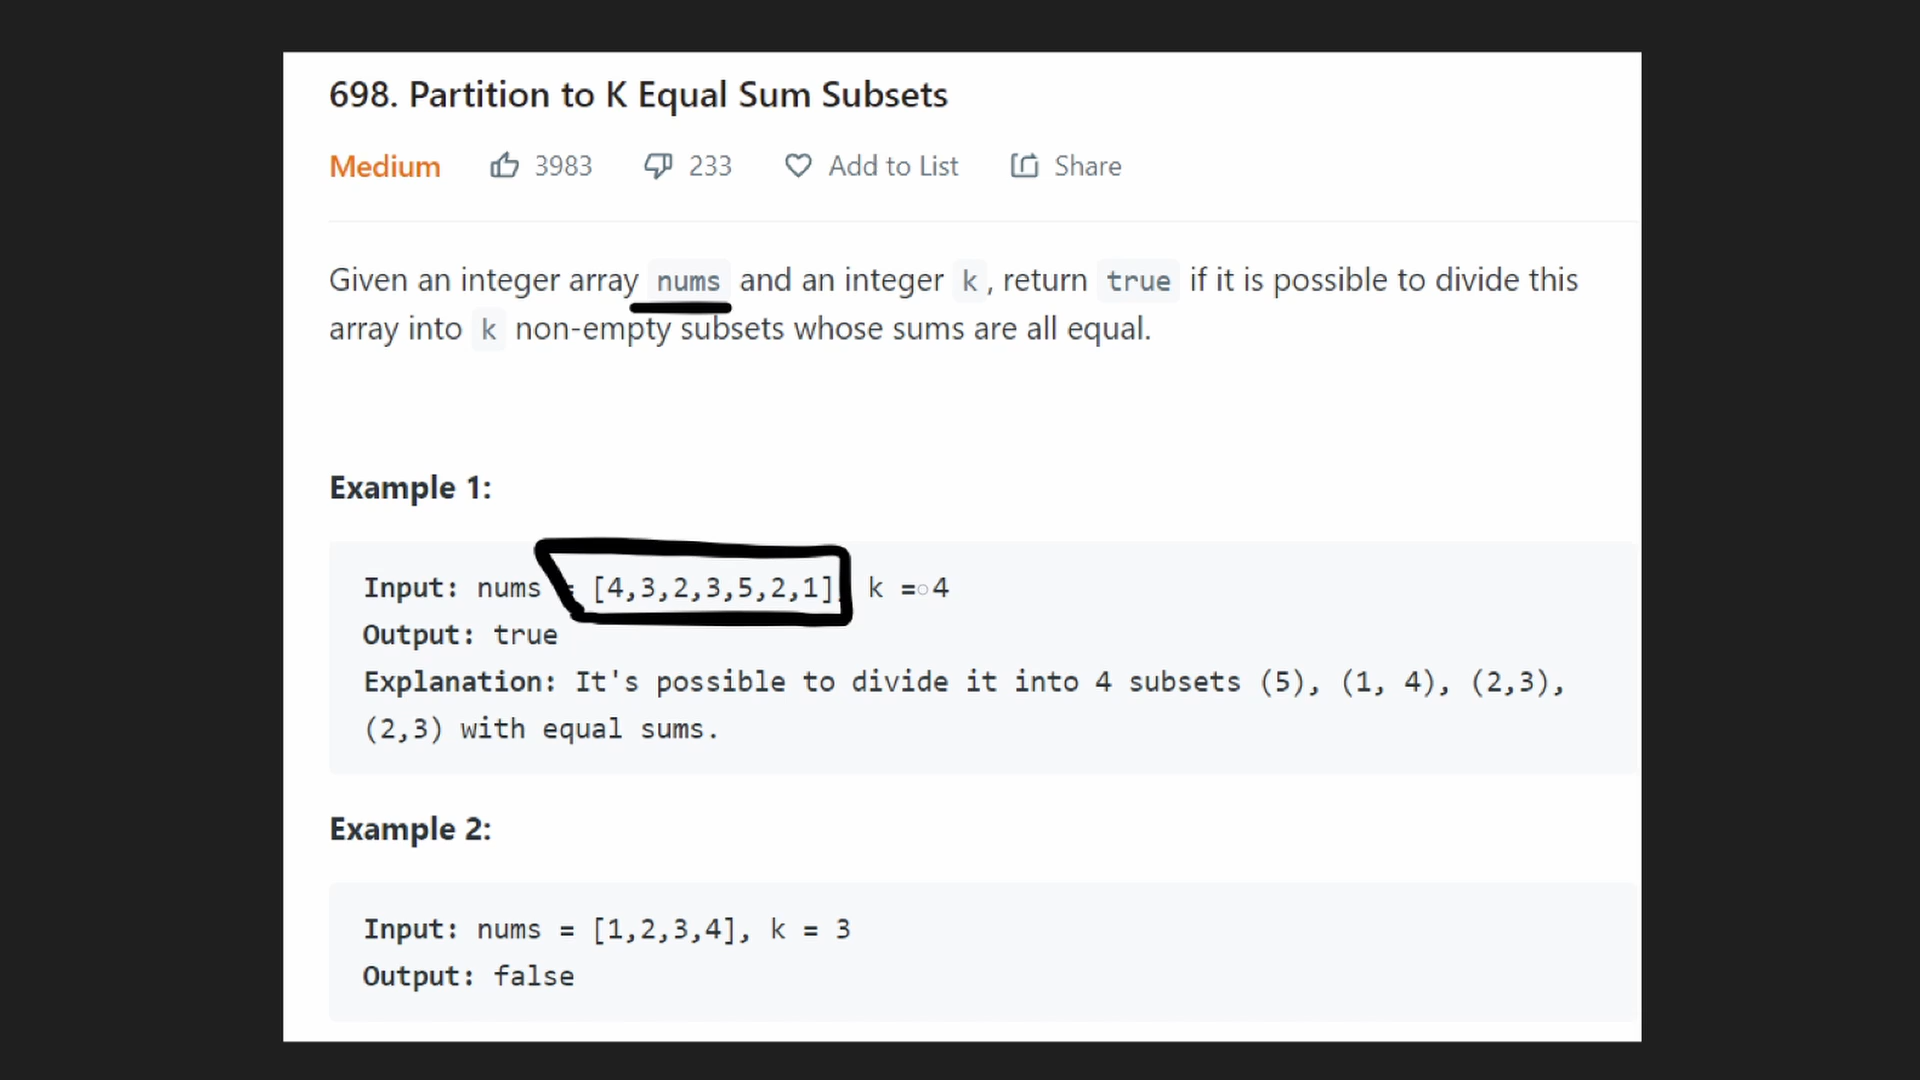 698. Partition to K Equal Sum Subsets
Medium 3983 233 Add to List Share
Given an integer array nums and an integer k, return true if it is possible to divide this
array into k non-empty subsets whose sums are all equal.
Example 1:
Input: nums = [4,3,2,3,5,2,1] k = 4
Output: true
Explanation: It's possible to divide it into 4 subsets (5), (1, 4), (2,3),
(2,3) with equal sums.
Example 2:
Input: nums = [1,2,3,4], k = 3
Output: false